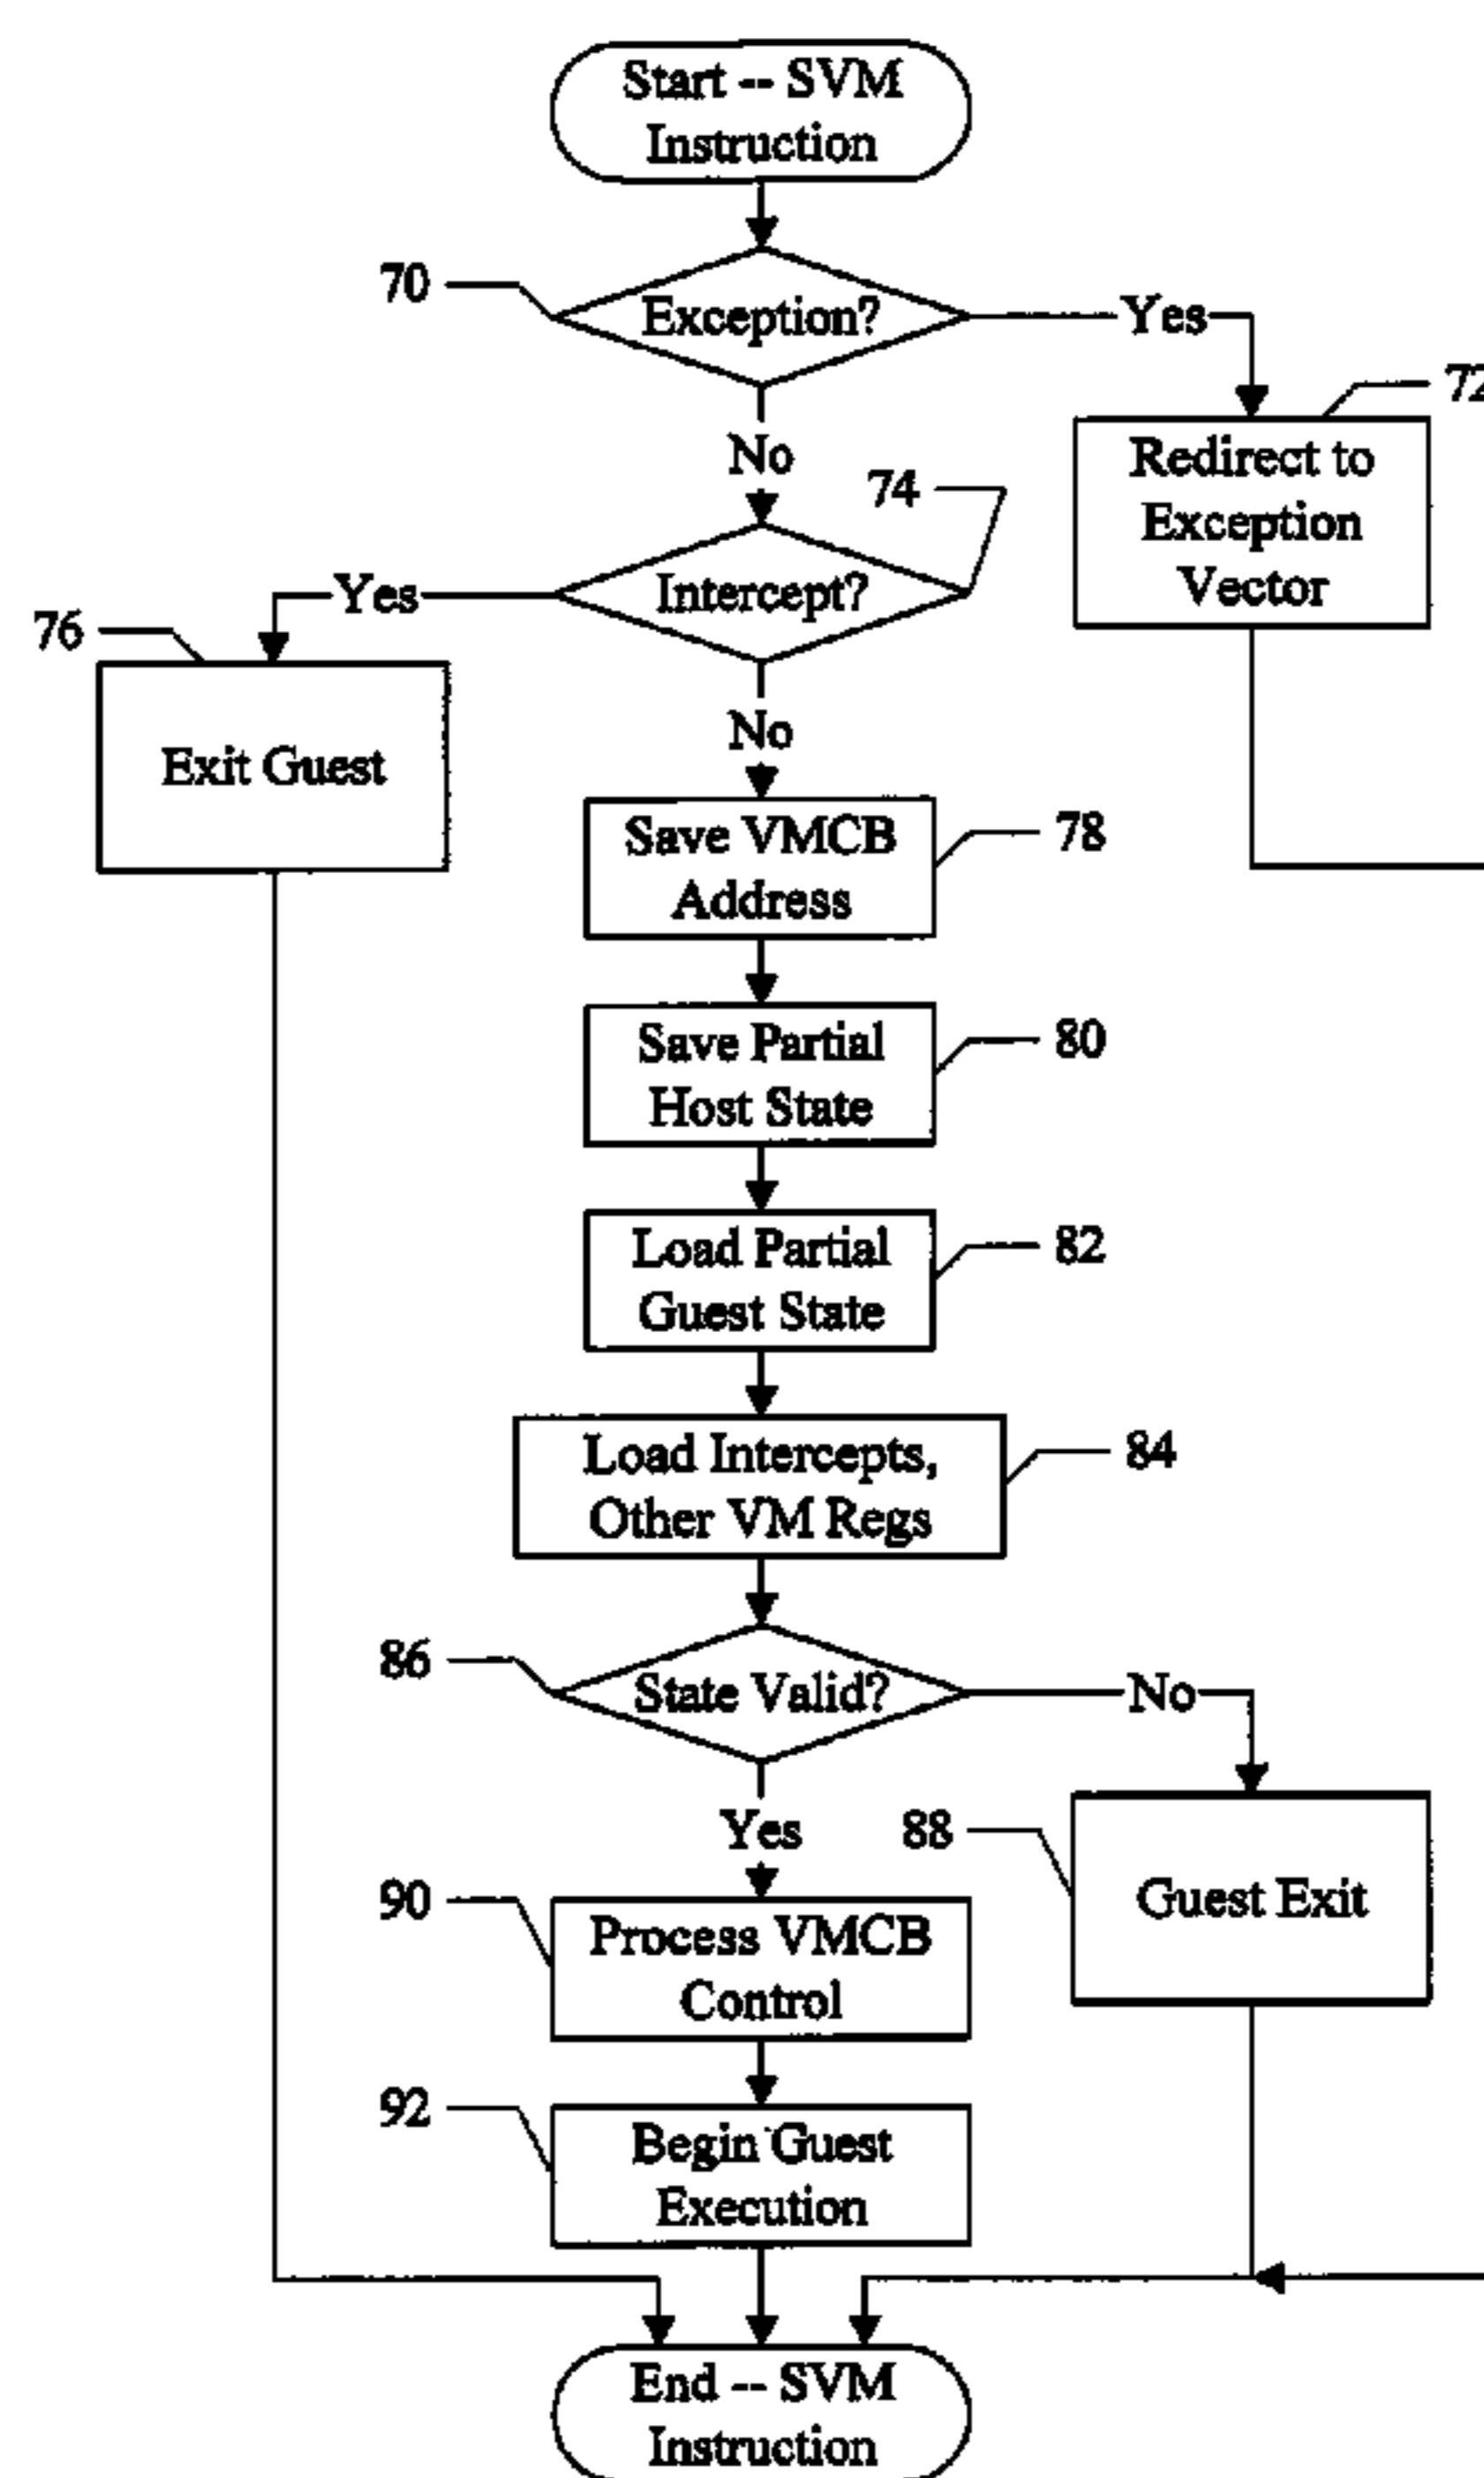 Start -- SVM
Instruction
70
Exception?
Yes
72
Redirect to
Exception
Vector
No
74
Intercept?
Yes
76
Exit Guest
No
Save VMCB
Address
78
Save Partial
Host State
80
Load Partial
Guest State
82
Load Intercepts,
Other VM Regs
84
86
State Valid?
No
Yes
88
Guest Exit
90
Process VMCB
Control
92
Begin Guest
Execution
End -- SVM
Instruction